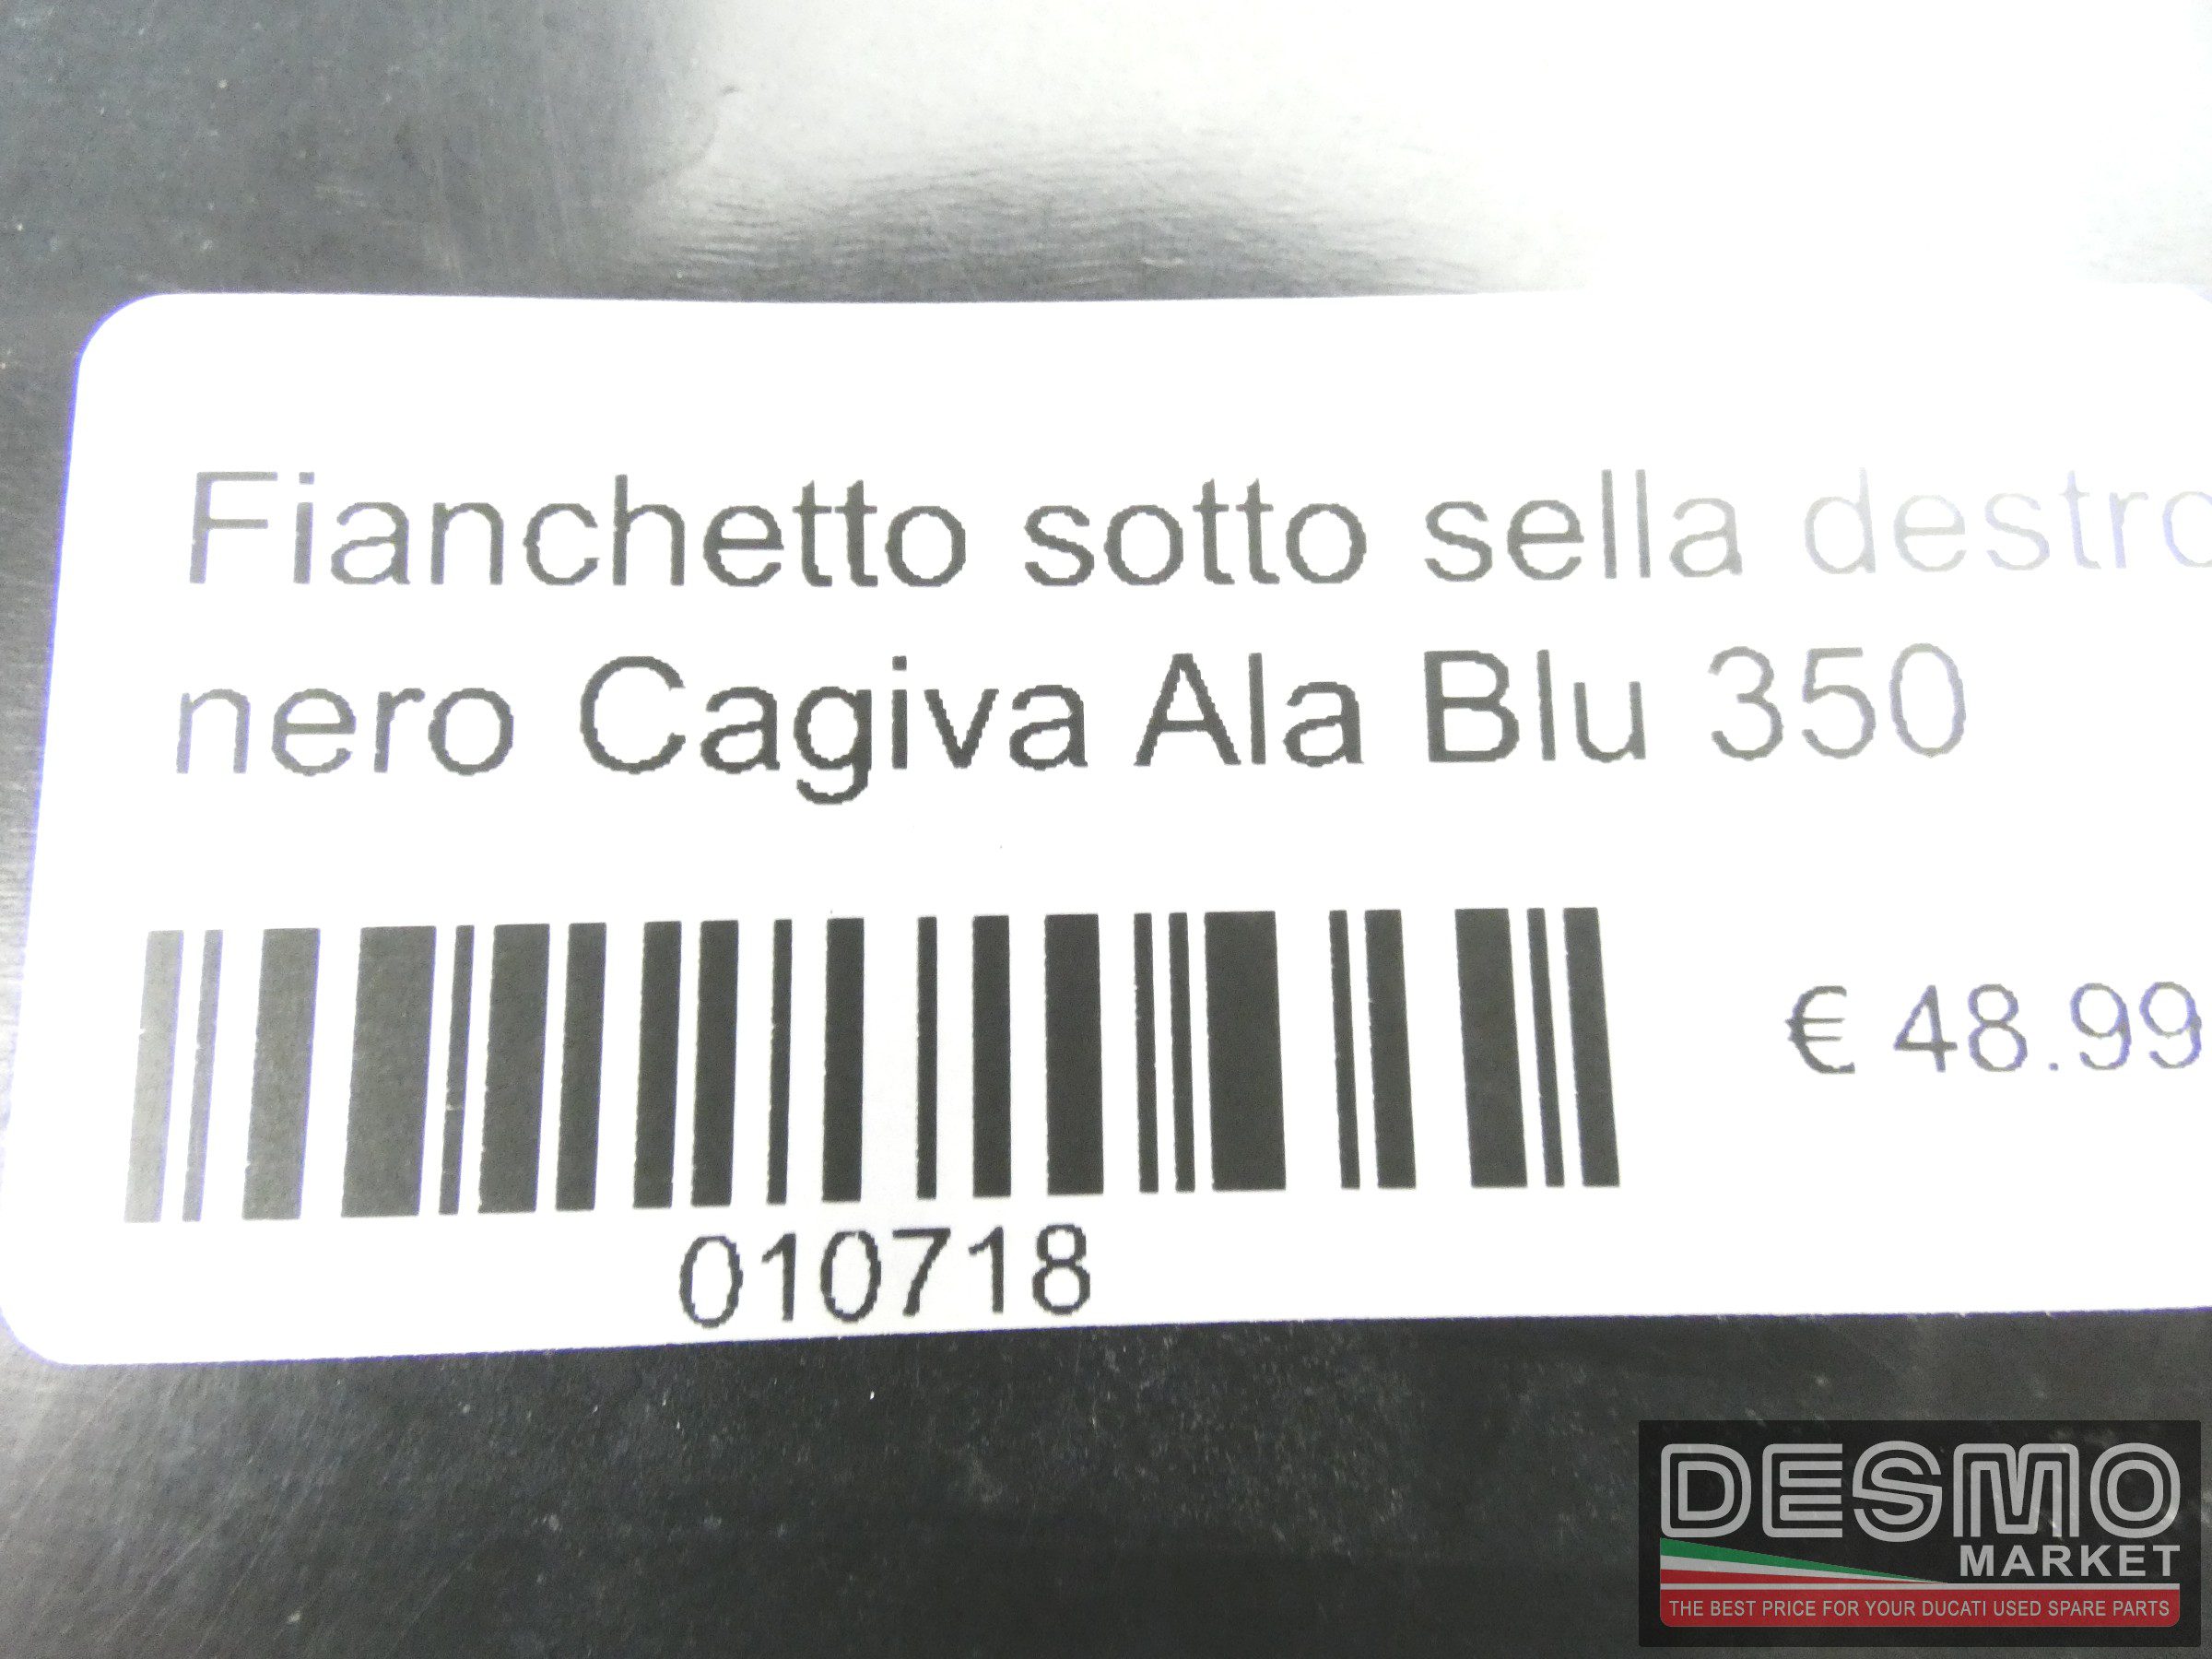 Fianchetto sotto sella destro
nero Cagiva Ala Blu 350
€ 48.99
010718
DESMO
MARKET
THE BEST PRICE FOR YOUR DUCATI USED SPARE PARTS